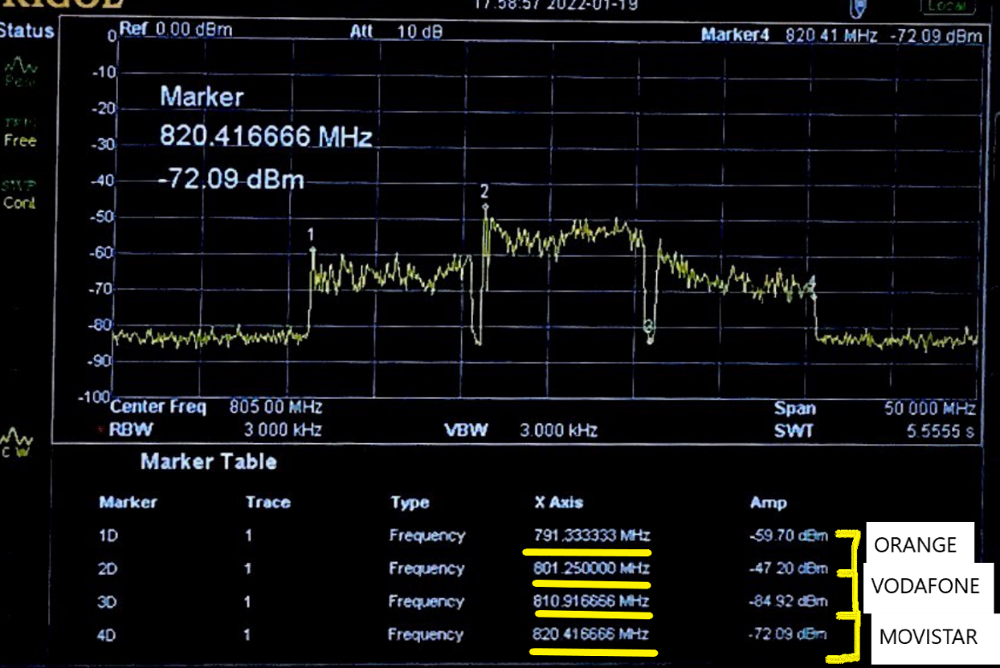 RIGOL
17:58:57 2022-01-19
Local
Status
0 Ref 0.00 dBm Att 10 dB Marker4 820.41 MHz -72.09 dBm
-10
Marker
-20
Free
820.416666 MHz
-30
-72.09 dBm
-40
Cont
2
-50
1
-60
-70
4
-80
3
-90
-100
Center Freq 805.00 MHz Span 50.000 MHz
RBW 3.000 kHz VBW 3.000 kHz SWT 5.5555 s
Marker Table
Marker Trace Type X Axis Amp
1D 1 Frequency 791.333333 MHz -59.70 dBm ORANGE
2D 1 Frequency 801.250000 MHz -47.20 dBm VODAFONE
3D 1 Frequency 810.916666 MHz -84.92 dBm
4D 1 Frequency 820.416666 MHz -72.09 dBm MOVISTAR